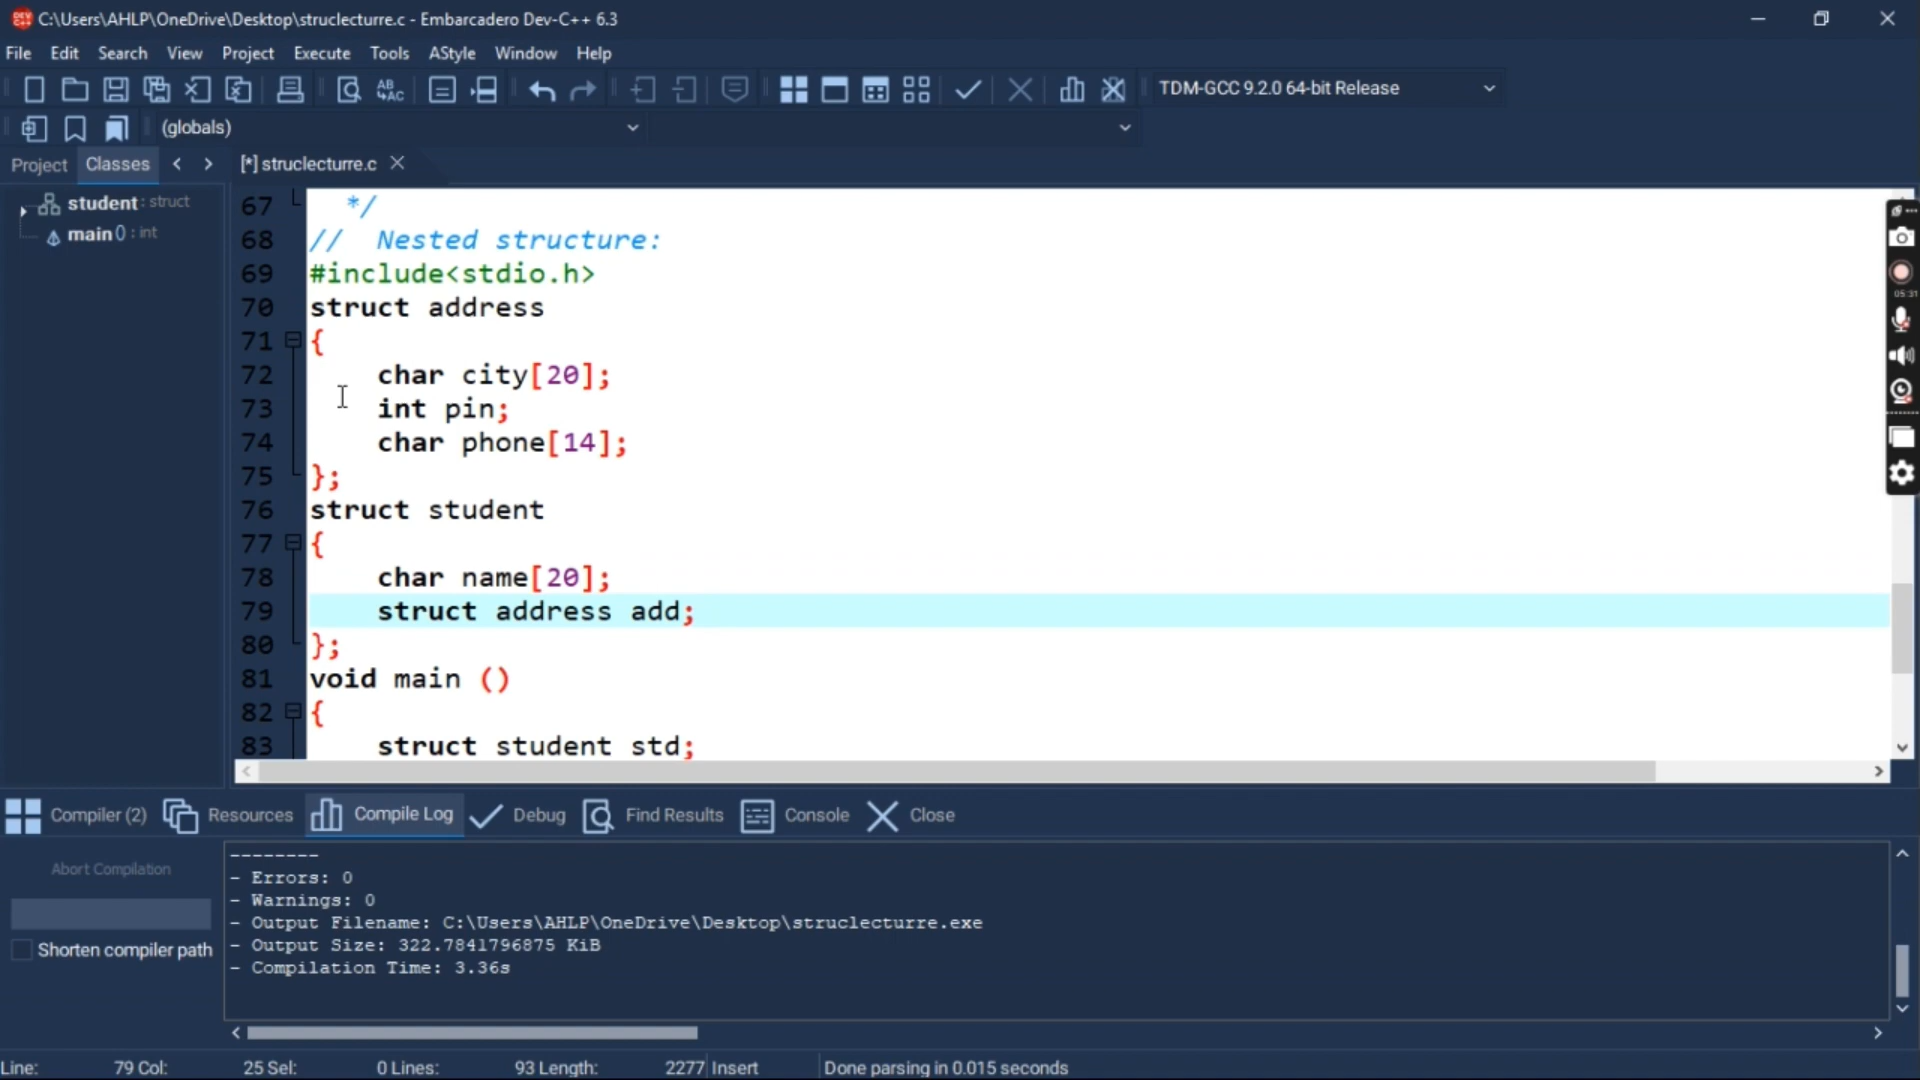 C:\Users\AHLP\OneDrive\Desktop\struclecturre.c - Embarcadero Dev-C++ 6.3
File Edit Search View Project Execute Tools AStyle Window Help
TDM-GCC 9.2.0 64-bit Release
(globals)
Project Classes [*] struclecturre.c
student : struct
main () : int
67 */
68 // Nested structure:
69 #include<stdio.h>
70 struct address
71 {
72 char city[20];
73 int pin;
74 char phone[14];
75 };
76 struct student
77 {
78 char name[20];
79 struct address add;
80 };
81 void main ()
82 {
83 struct student std;
05:31
Compiler (2) Resources Compile Log Debug Find Results Console Close
Abort Compilation
Shorten compiler path
--------
- Errors: 0
- Warnings: 0
- Output Filename: C:\Users\AHLP\OneDrive\Desktop\struclecturre.exe
- Output Size: 322.7841796875 KiB
- Compilation Time: 3.36s
Line: 79 Col: 25 Sel: 0 Lines: 93 Length: 2277 Insert Done parsing in 0.015 seconds